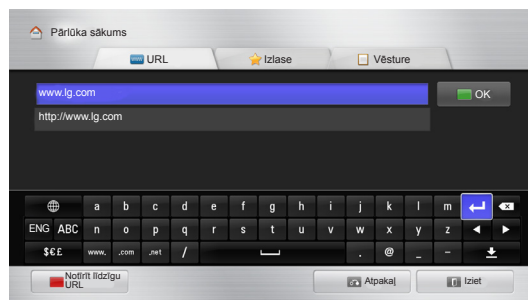 Pārlūka sākums
URL Izlase Vēsture
www.lg.com OK
http://www.lg.com
a b c d e f g h i j k l m
ENG ABC n o p q r s t u v w x y z
$€£ www. .com .net / . @ _ -
Notīrīt līdzīgu
URL
Atpakaļ Iziet